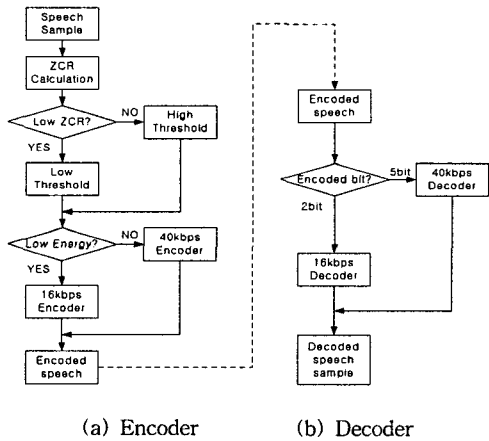 Speech
Sample
ZCR
Calculation
Low ZCR?
NO
High
Threshold
YES
Low
Threshold
Low Energy?
NO
40kbps
Encoder
YES
16kbps
Encoder
Encoded
speech
(a) Encoder
Encoded
speech
Encoded bit?
5bit
40kbps
Decoder
2bit
16kbps
Decoder
Decoded
speech
sample
(b) Decoder